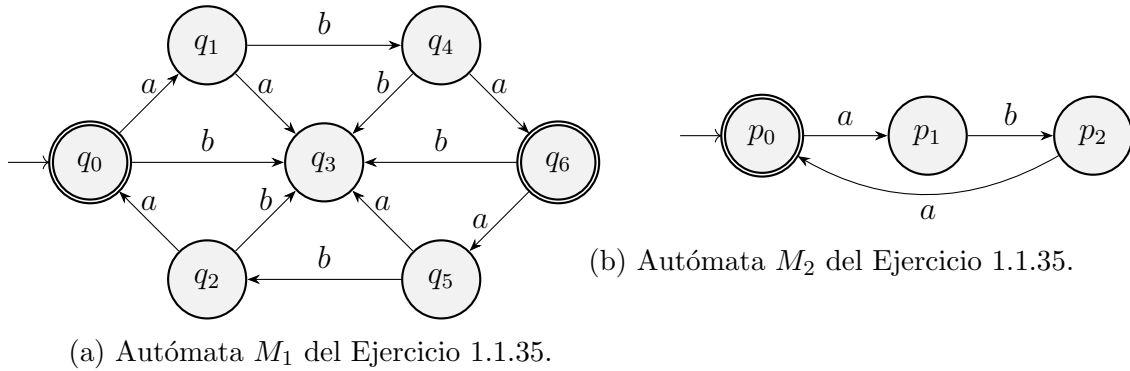 b
q₁ q₄
a a b a
b b
q₀ q₃ q₆
a b a a
b
q₂ q₅
(a) Autómata M₁ del Ejercicio 1.1.35.
a b
p₀ p₁ p₂
a
(b) Autómata M₂ del Ejercicio 1.1.35.